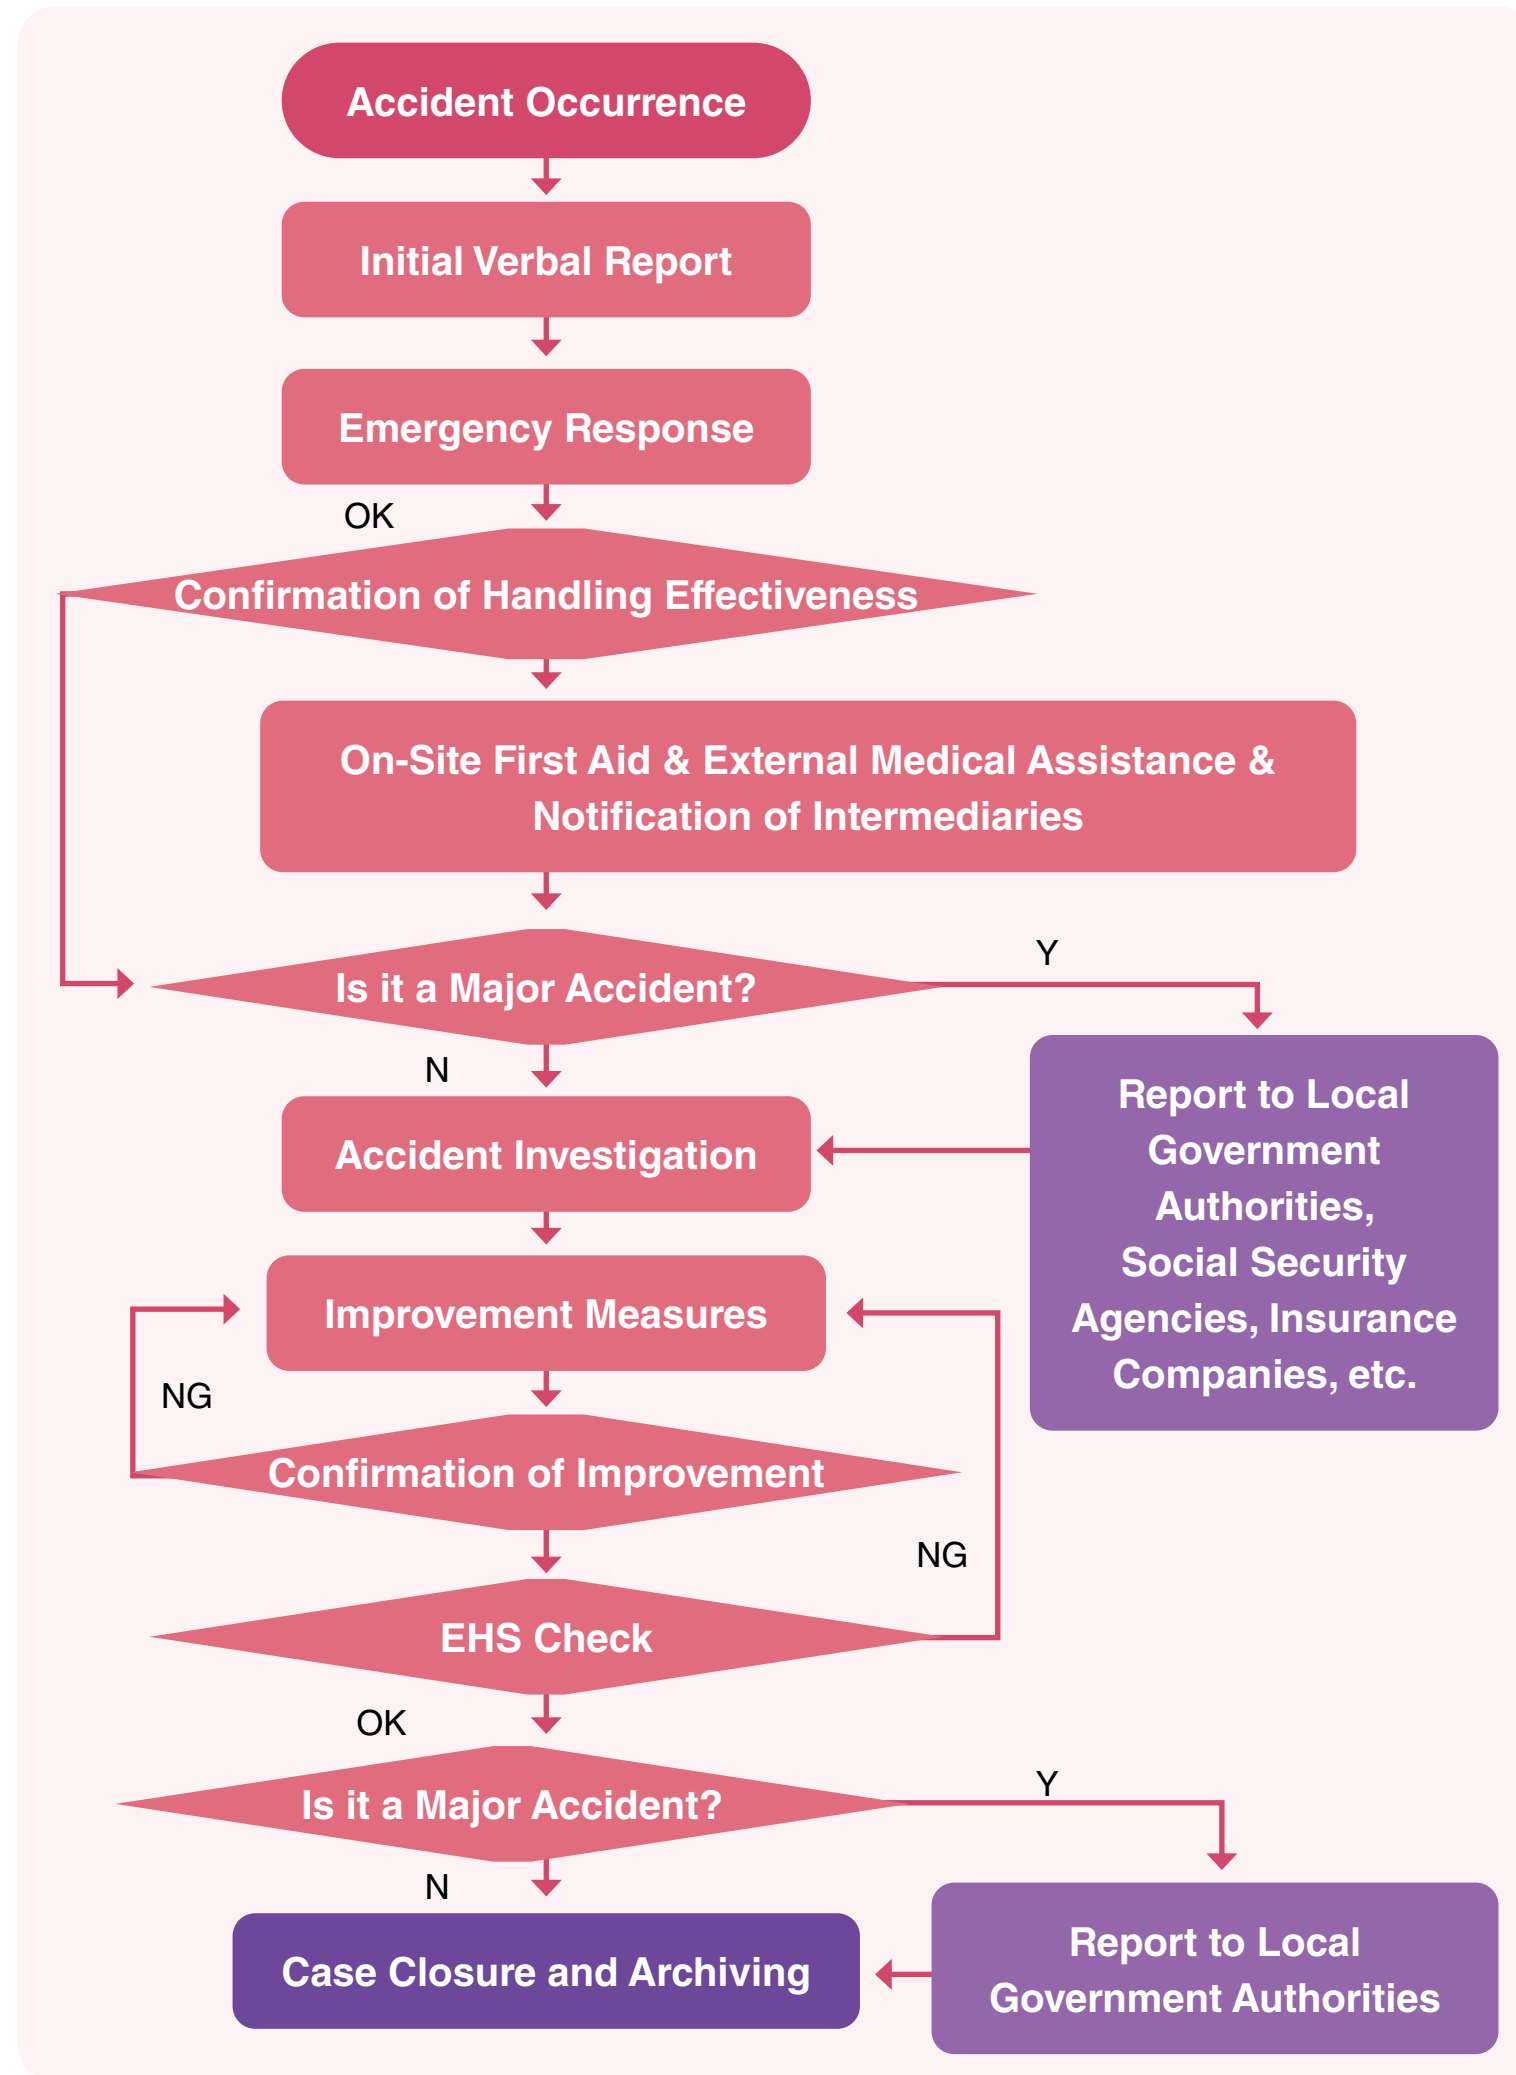 Accident Occurrence
Initial Verbal Report
Emergency Response
OK
Confirmation of Handling Effectiveness
On-Site First Aid & External Medical Assistance &
Notification of Intermediaries
Is it a Major Accident?
Y
N
Report to Local
Government
Authorities,
Social Security
Agencies, Insurance
Companies, etc.
Accident Investigation
Improvement Measures
NG
Confirmation of Improvement
NG
EHS Check
OK
Is it a Major Accident?
Y
N
Report to Local
Government Authorities
Case Closure and Archiving